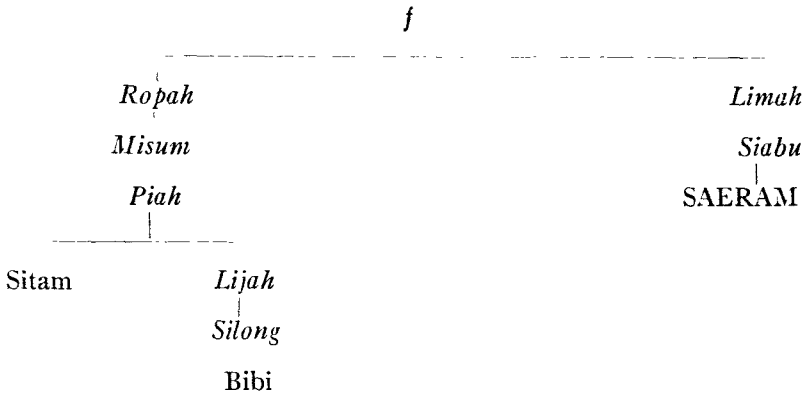 f
Ropah Limah
Misum Siabu
Piah SAERAM
Sitam Lijah
Silong
Bibi